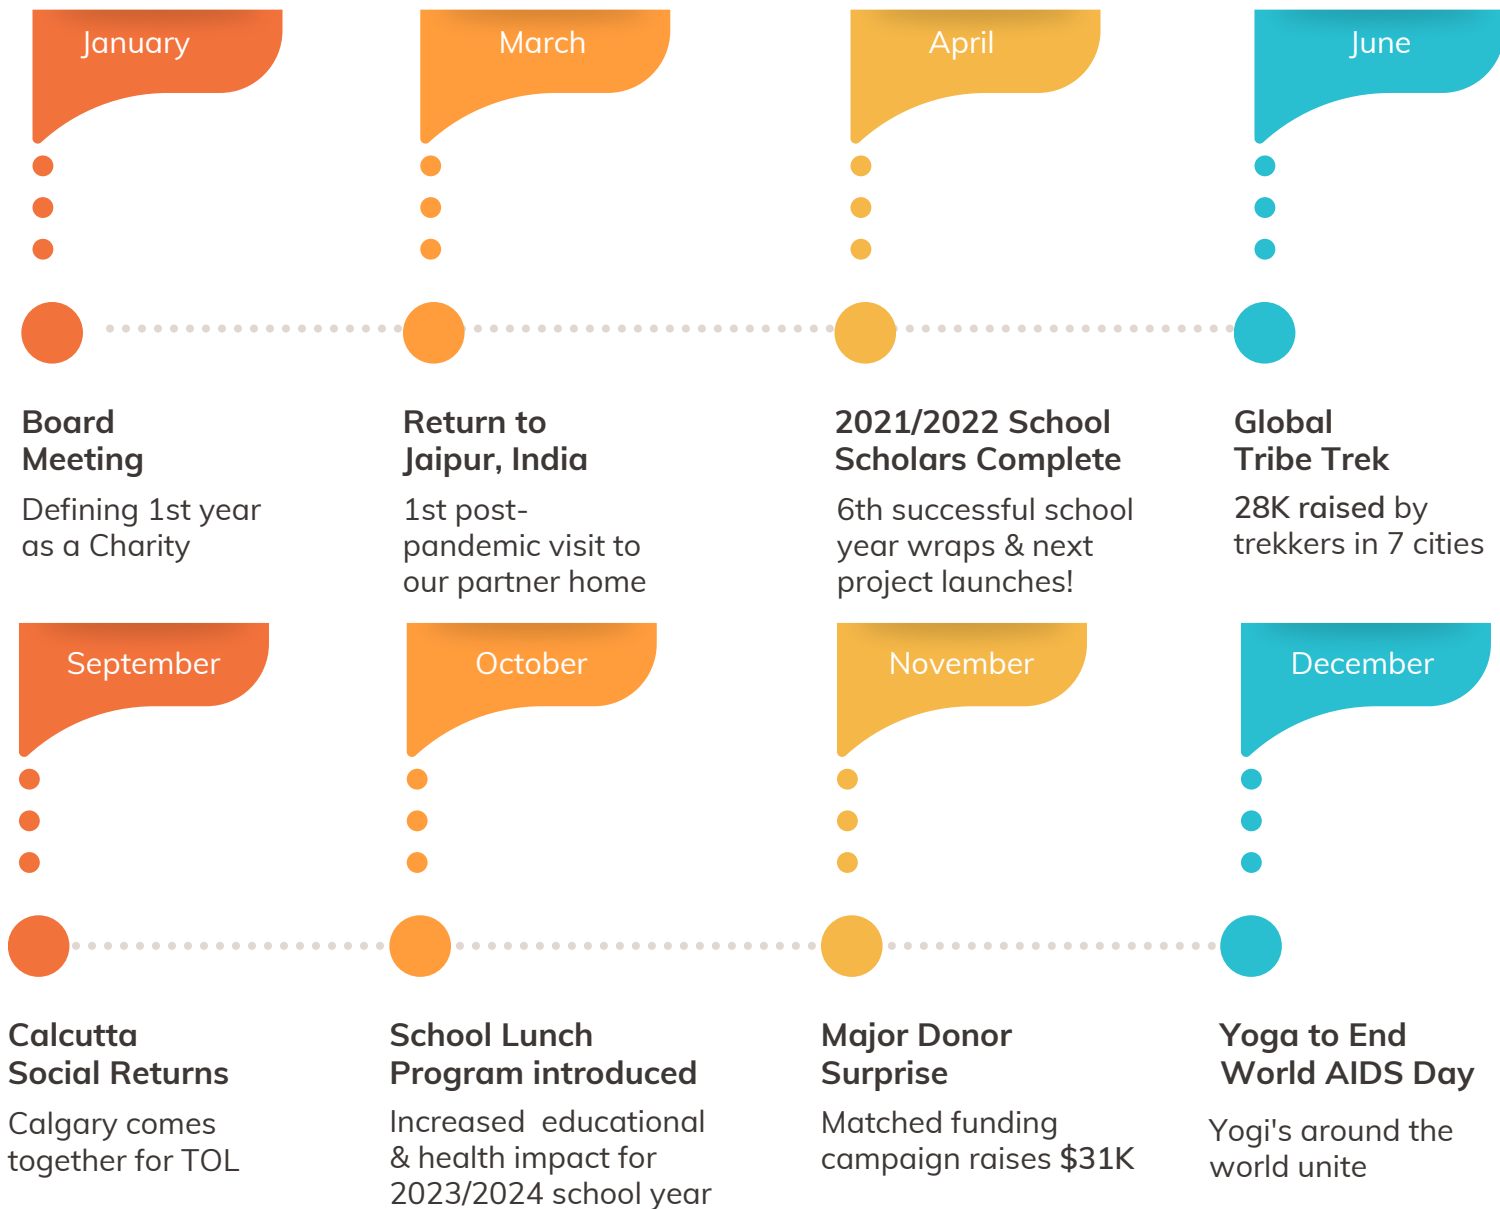 January
March
April
June
Board
Meeting
Defining 1st year
as a Charity
Return to
Jaipur, India
1st post-
pandemic visit to
our partner home
2021/2022 School
Scholars Complete
6th successful school
year wraps & next
project launches!
Global
Tribe Trek
28K raised by
trekkers in 7 cities
September
October
November
December
Calcutta
Social Returns
Calgary comes
together for TOL
School Lunch
Program introduced
Increased educational
& health impact for
2023/2024 school year
Major Donor
Surprise
Matched funding
campaign raises $31K
Yoga to End
World AIDS Day
Yogi's around the
world unite